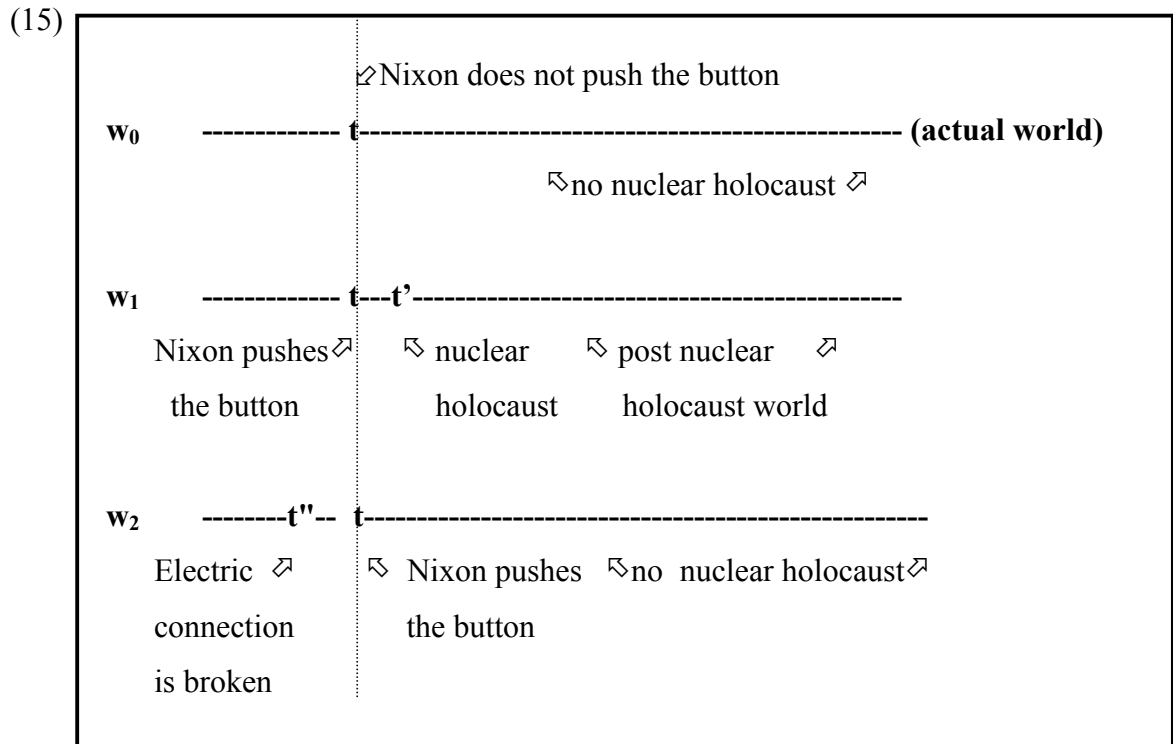 (15)
⬃Nixon does not push the button
w₀ ------------- t------------------------------------------ (actual world)
⬁no nuclear holocaust ⬀
w₁ ------------- t---t’--------------------------------------
Nixon pushes⬀ ⬁ nuclear ⬁ post nuclear ⬀
the button holocaust holocaust world
w₂ --------t"-- t-------------------------------------------
Electric ⬀ ⬁ Nixon pushes ⬁no nuclear holocaust⬀
connection the button
is broken